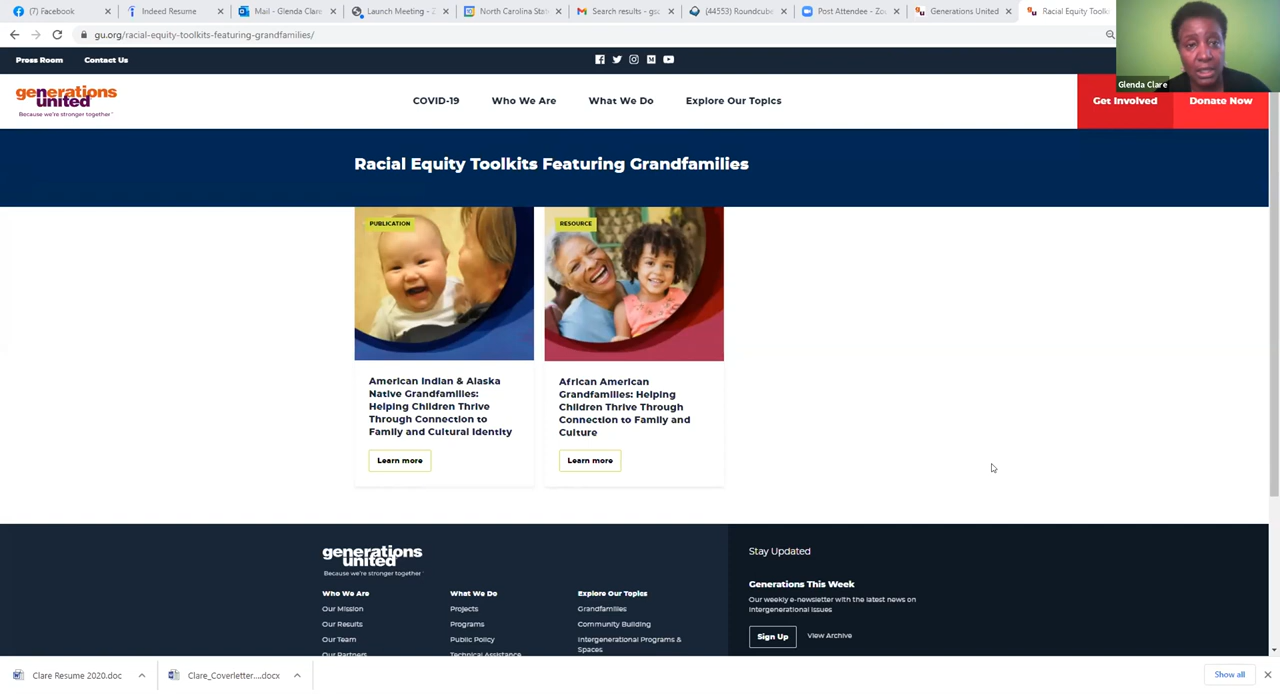 (7) Facebook
Indeed Resume
Mail - Glenda Clare
Launch Meeting - Z
North Carolina State
Search results - gsc
(44553) Roundcube
Post Attendee - Zoo
Generations United
Racial Equity Toolk
gu.org/racial-equity-toolkits-featuring-grandfamilies/
Glenda Clare
Press Room
Contact Us
generations
united
Because we're stronger together
COVID-19
Who We Are
What We Do
Explore Our Topics
Get Involved
Donate Now
Racial Equity Toolkits Featuring Grandfamilies
PUBLICATION
American Indian & Alaska
Native Grandfamilies:
Helping Children Thrive
Through Connection to
Family and Cultural Identity
Learn more
RESOURCE
African American
Grandfamilies: Helping
Children Thrive Through
Connection to Family and
Culture
Learn more
generations
united
Because we're stronger together
Who We Are
Our Mission
Our Results
Our Team
Our Partners
What We Do
Projects
Programs
Public Policy
Technical Assistance
Explore Our Topics
Grandfamilies
Community Building
Intergenerational Programs &
Spaces
Stay Updated
Generations This Week
Our weekly e-newsletter with the latest news on
intergenerational issues
Sign Up
View Archive
Clare Resume 2020.doc
Clare_Coverletter....docx
Show all